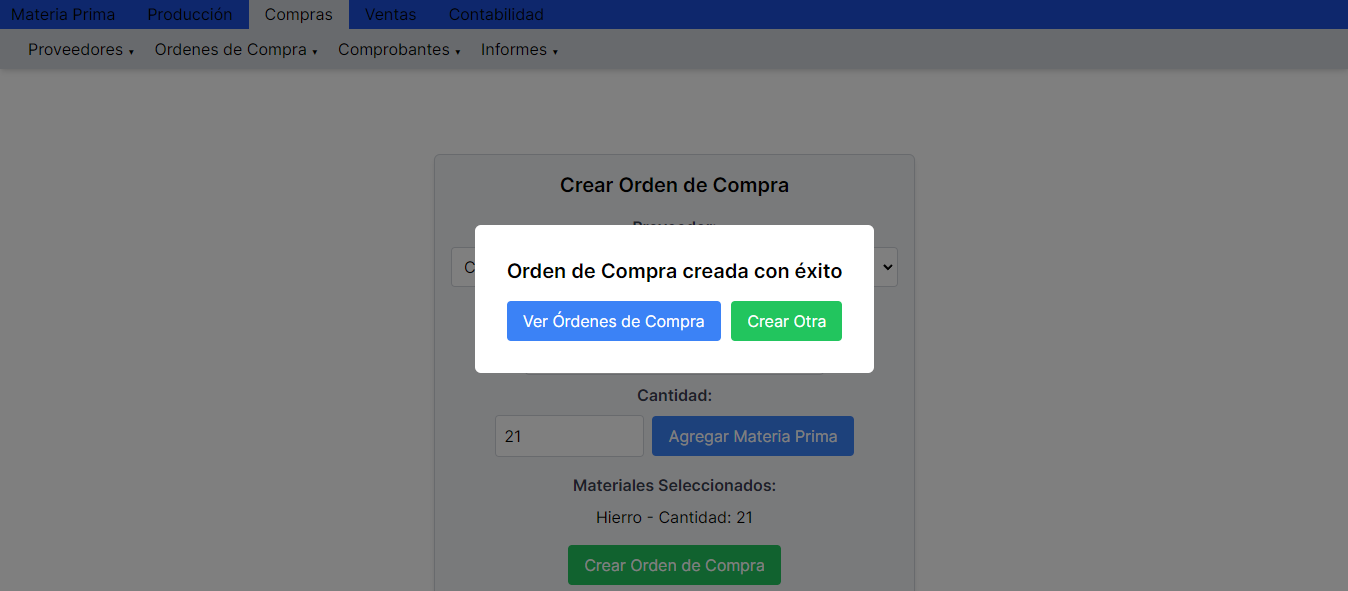 Materia Prima Producción Compras Ventas Contabilidad
Proveedores ▾ Ordenes de Compra ▾ Comprobantes ▾ Informes ▾
Crear Orden de Compra
Proveedor:
Orden de Compra creada con éxito
Ver Órdenes de Compra Crear Otra
Cantidad:
21 Agregar Materia Prima
Materiales Seleccionados:
Hierro - Cantidad: 21
Crear Orden de Compra